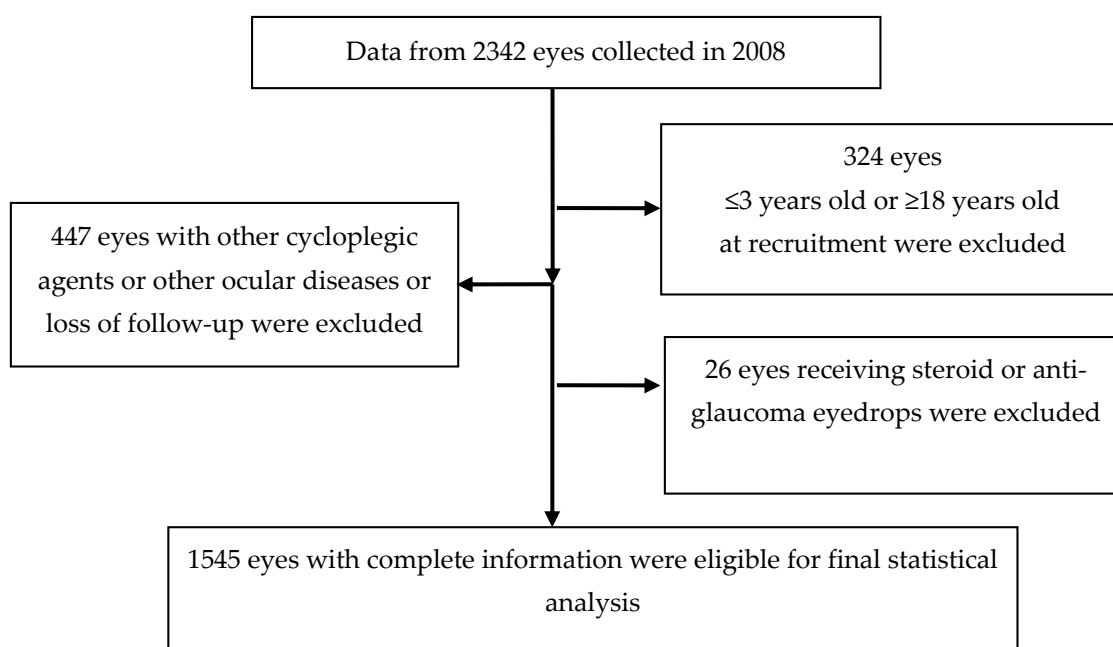 Data from 2342 eyes collected in 2008
324 eyes
≤3 years old or ≥18 years old
at recruitment were excluded
447 eyes with other cycloplegic
agents or other ocular diseases or
loss of follow-up were excluded
26 eyes receiving steroid or anti-
glaucoma eyedrops were excluded
1545 eyes with complete information were eligible for final statistical
analysis